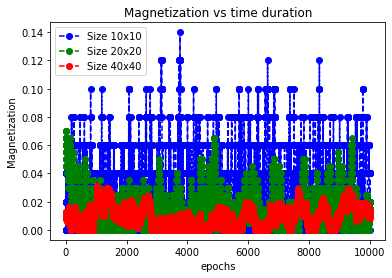 Magnetization vs time duration
Size 10x10
Size 20x20
Size 40x40
Magnetization
0.14
0.12
0.10
0.08
0.06
0.04
0.02
0.00
0
2000
4000
6000
8000
10000
epochs